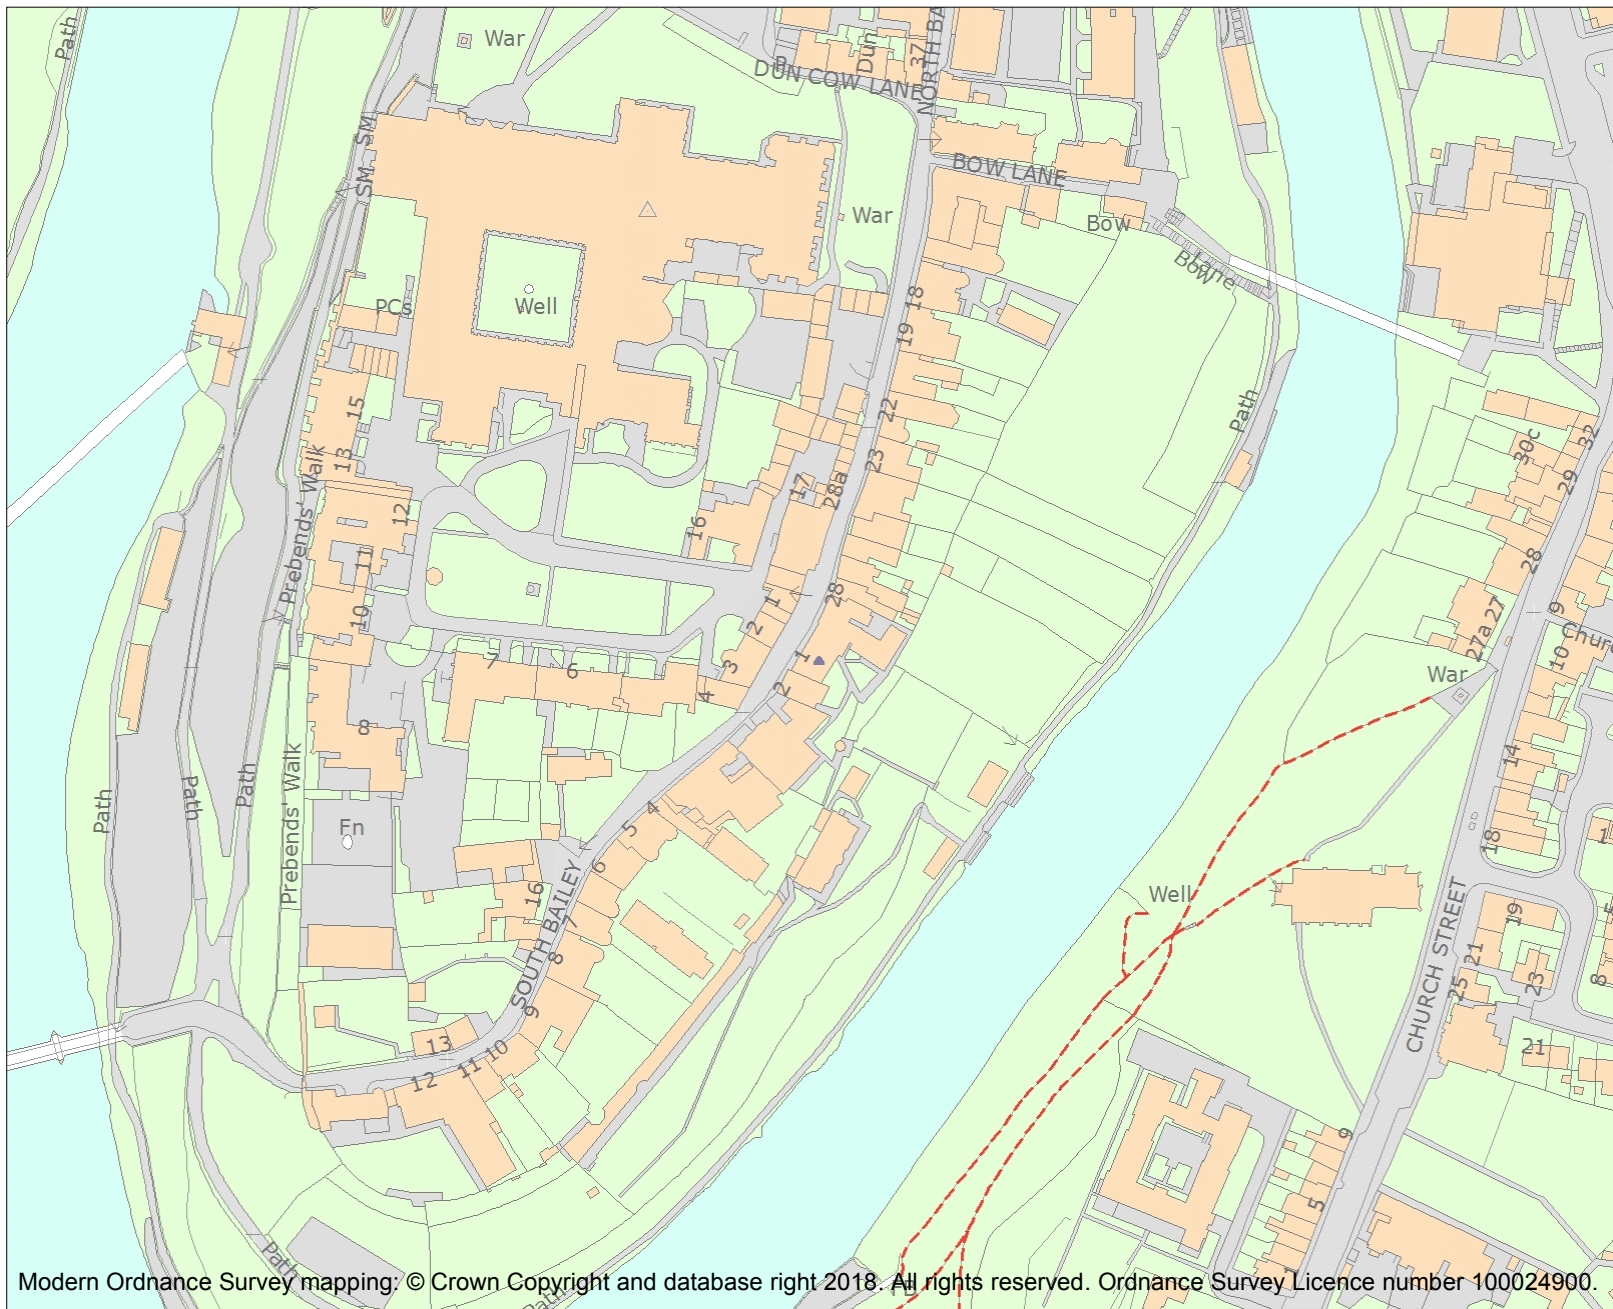 Path
War
Dun
37
NORTH BA
DUN COW LANE
SM
SM
BOW LANE
War
Bow
Bow
Lane
PCs
Well
18
19
Path
15
22
32
30c
13
23
29
Prebends' Walk
17
28a
12
16
11
28
28
1
10
27
9
2
Churc
27a
10
7
6
1
3
War
4
2
8
Prebends' Walk
14
Path
Path
Path
4
Fn
5
18
1
6
Well
16
7
19
SOUTH BAILEY
CHURCH STREET
8
21
23
25
8
9
13
10
11
12
21
9
5
Path
1
Path
FB
Modern Ordnance Survey mapping: © Crown Copyright and database right 2018. All rights reserved. Ordnance Survey Licence number 100024900.